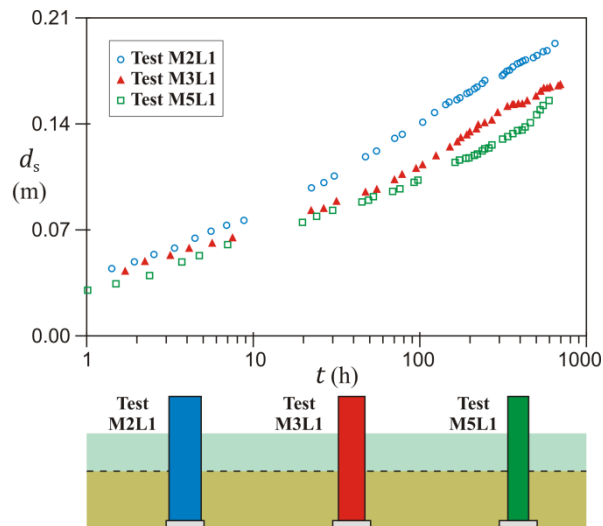 0.21
Test M2L1
Test M3L1
Test M5L1
0.14
dₛ
(m)
0.07
0.00
1 10 100 1000
t (h)
Test Test Test
M2L1 M3L1 M5L1